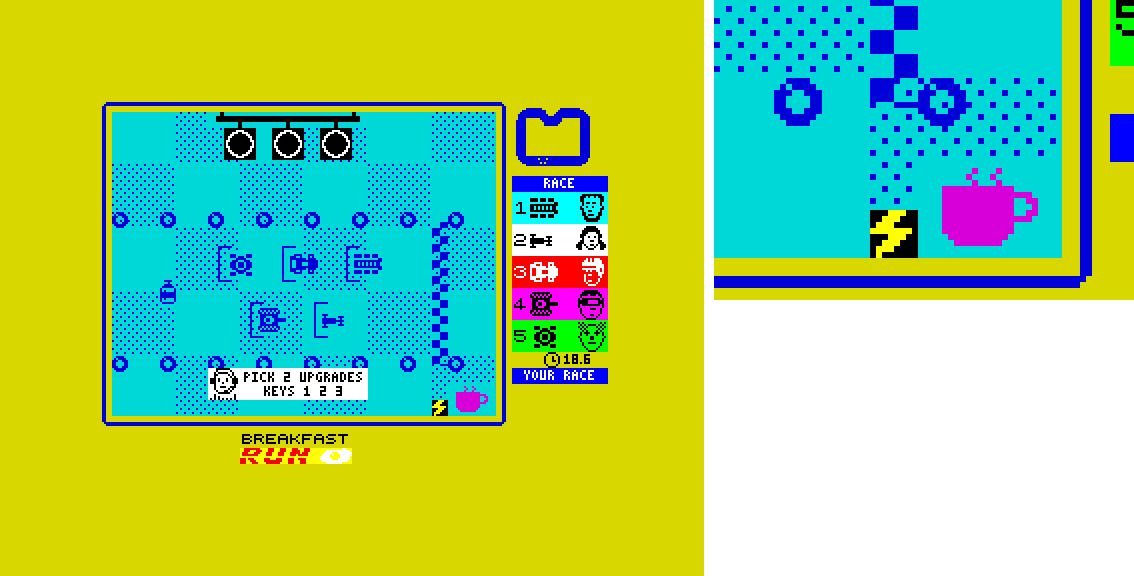 RACE
1
2
3
4
5
18.6
YOUR RACE
PICK 2 UPGRADES
KEYS 1 2 3
BREAKFAST
RUN